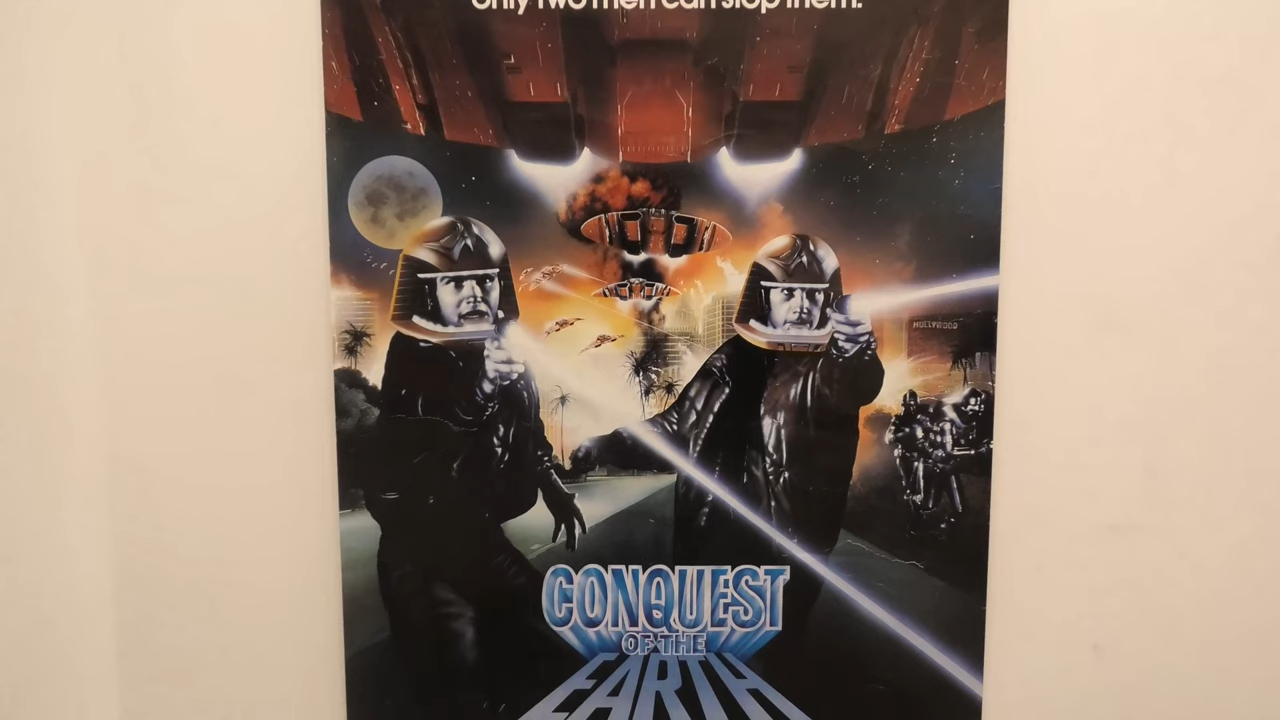 only two men can stop them.
HOLLYWOOD
CONQUEST
OF THE
EARTH